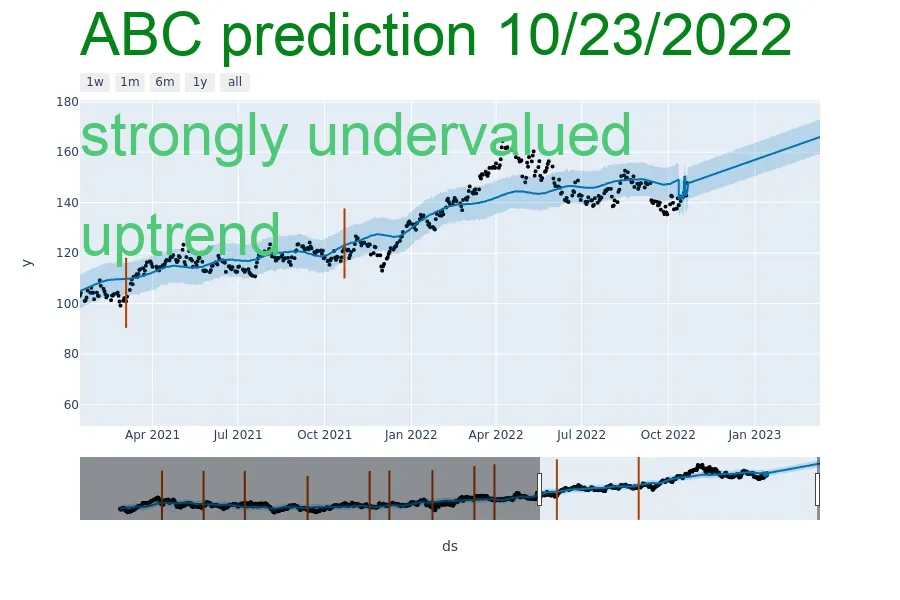 ABC prediction 10/23/2022
1w 1m 6m 1y all
180
strongly undervalued
160
140
uptrend
120
y
100
80
60
Apr 2021 Jul 2021 Oct 2021 Jan 2022 Apr 2022 Jul 2022 Oct 2022 Jan 2023
ds